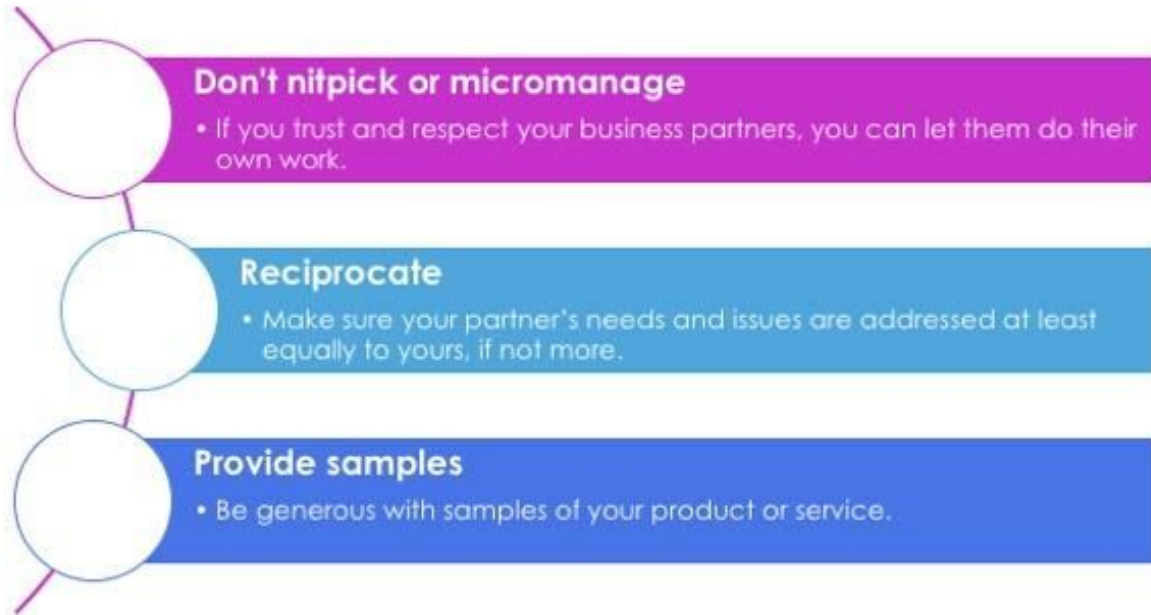 Don't nitpick or micromanage
• If you trust and respect your business partners, you can let them do their
own work.
Reciprocate
• Make sure your partner’s needs and issues are addressed at least
equally to yours, if not more.
Provide samples
• Be generous with samples of your product or service.